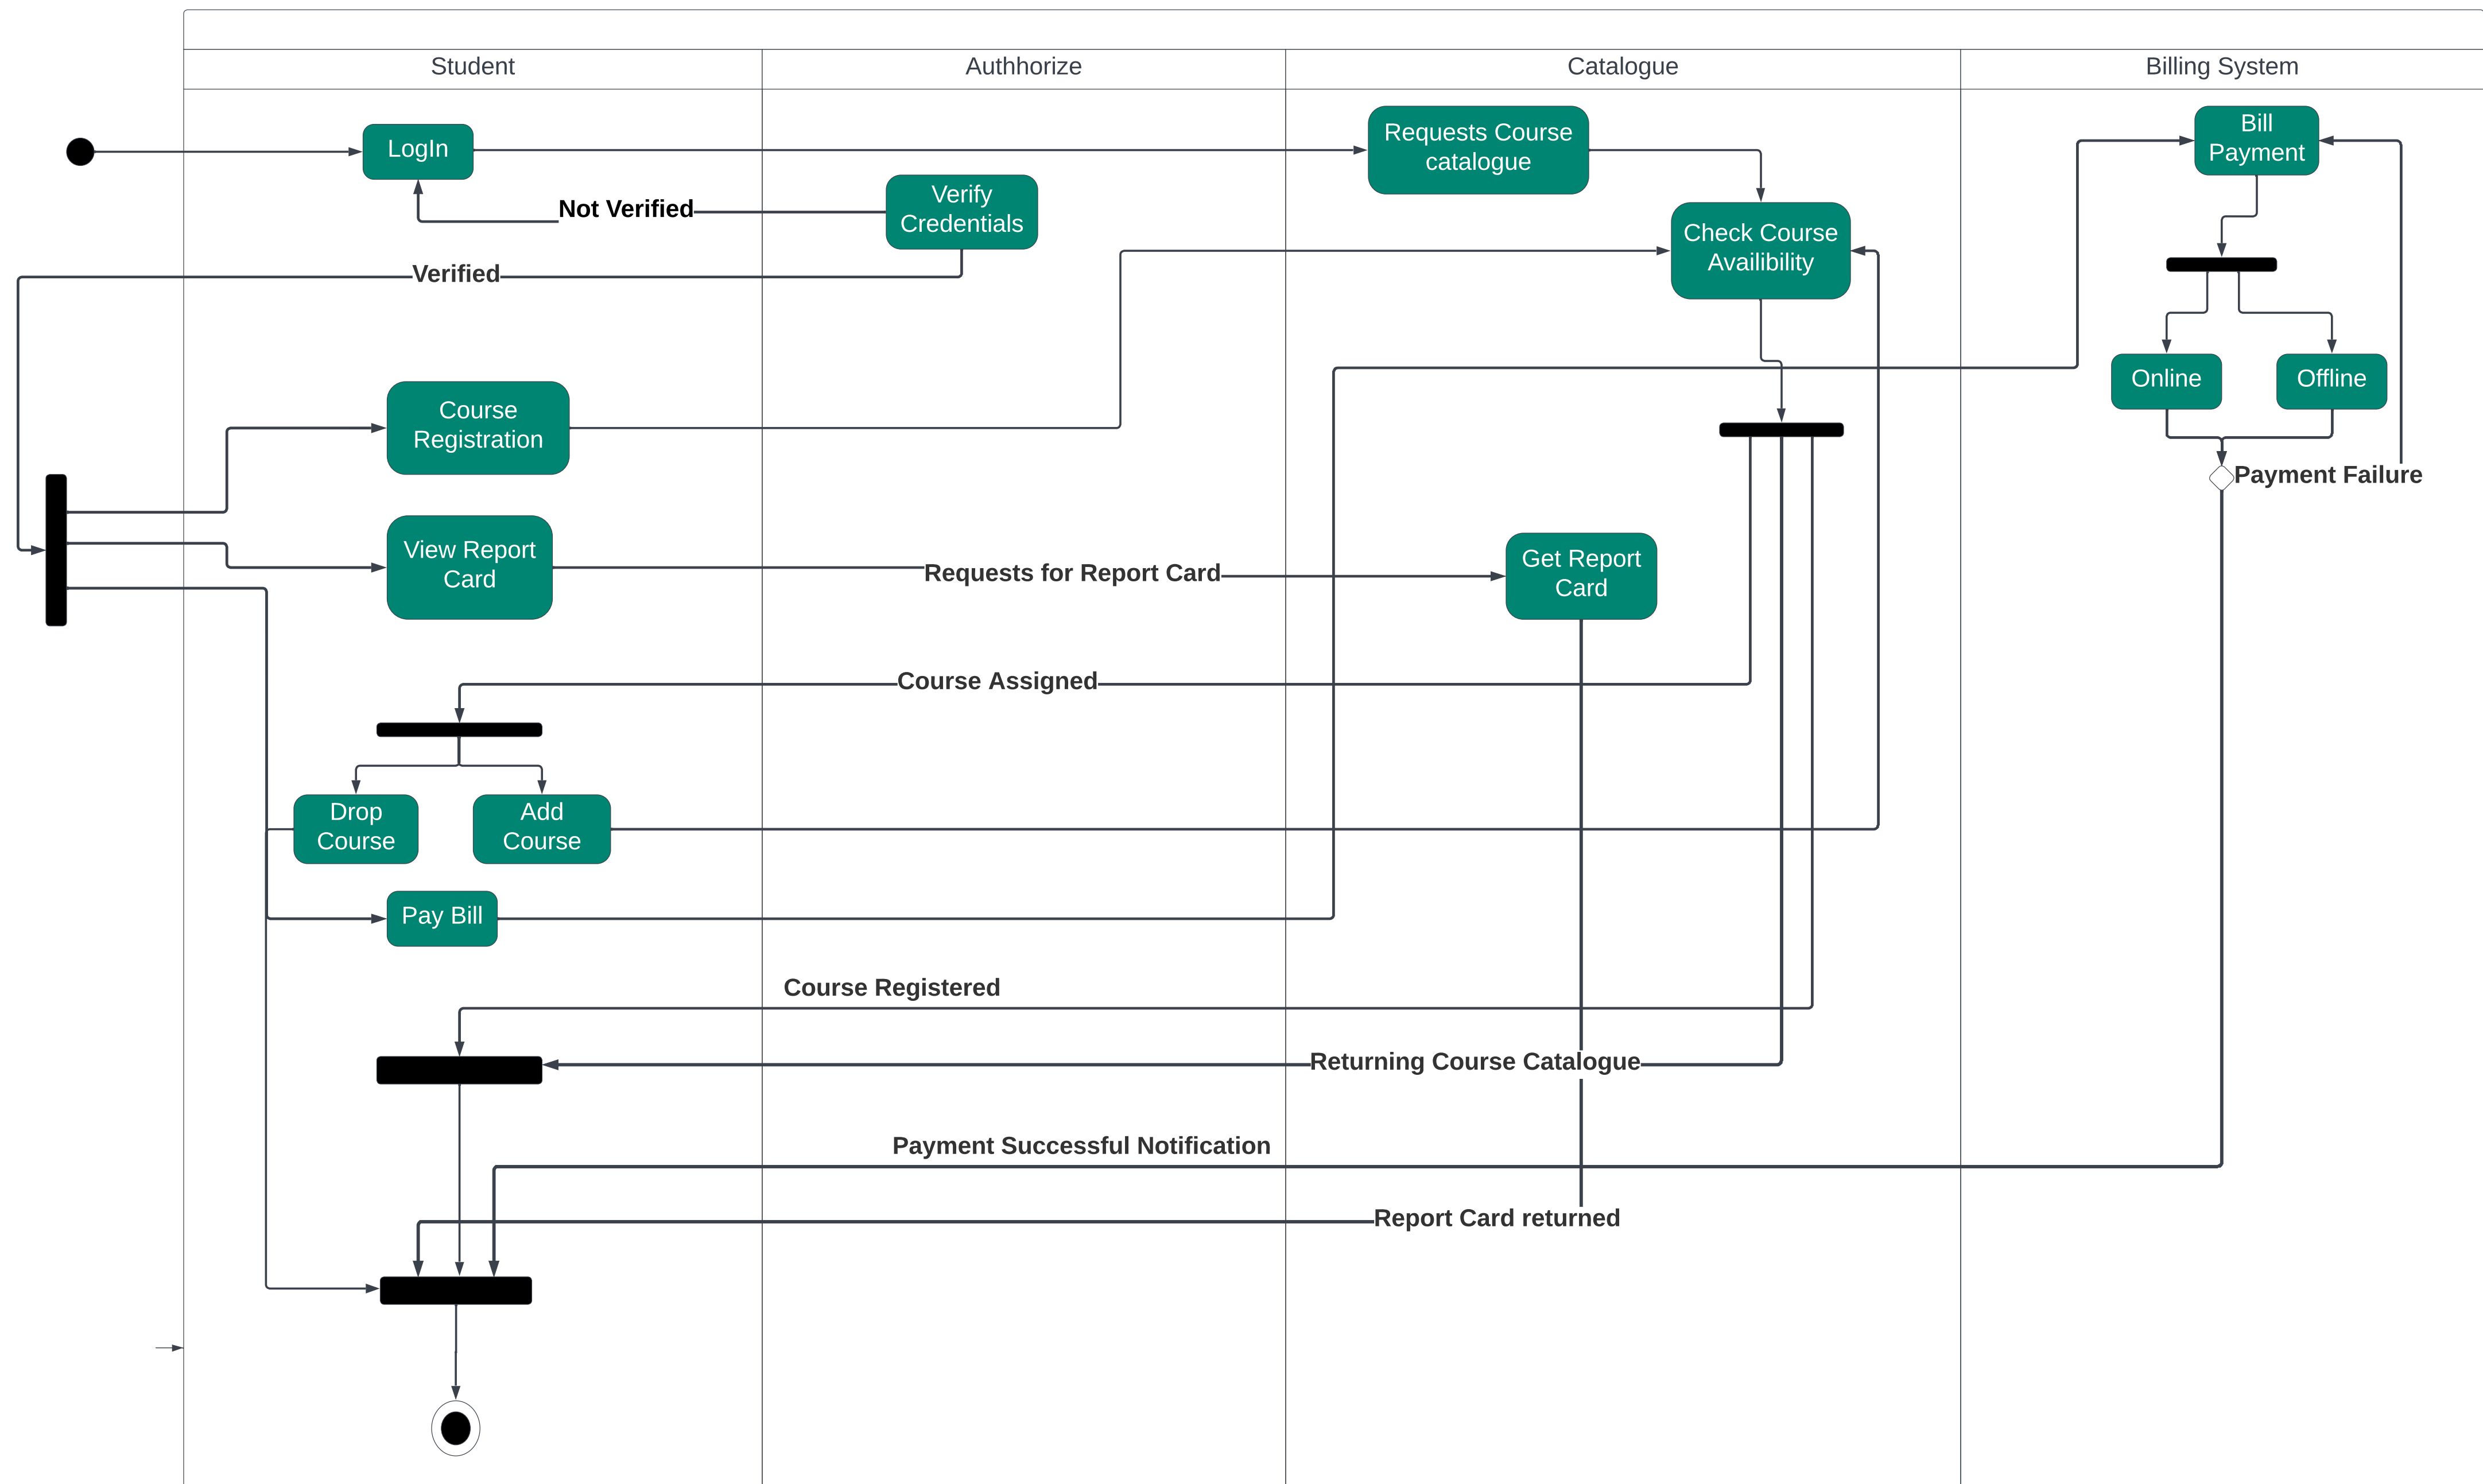 Student
Authhorize
Catalogue
Billing System
LogIn
Requests Course
catalogue
Bill
Payment
Verify
Credentials
Not Verified
Check Course
Availibility
Verified
Online
Offline
Course
Registration
Payment Failure
View Report
Card
Requests for Report Card
Get Report
Card
Course Assigned
Drop
Course
Add
Course
Pay Bill
Course Registered
Returning Course Catalogue
Payment Successful Notification
Report Card returned